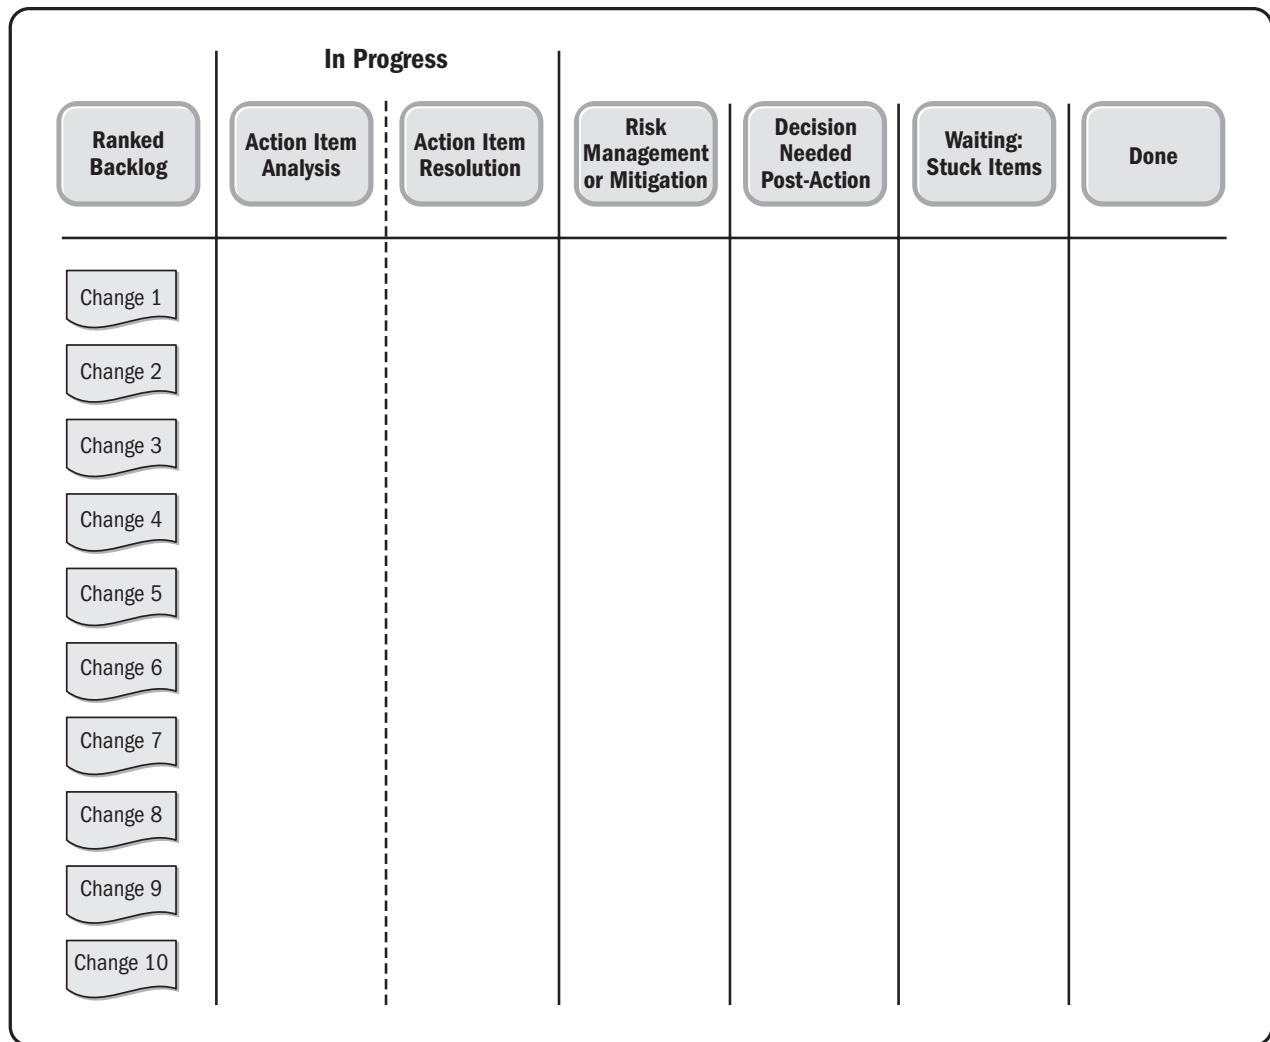 In Progress
Ranked
Backlog
Action Item
Analysis
Action Item
Resolution
Risk
Management
or Mitigation
Decision
Needed
Post-Action
Waiting:
Stuck Items
Done
Change 1
Change 2
Change 3
Change 4
Change 5
Change 6
Change 7
Change 8
Change 9
Change 10